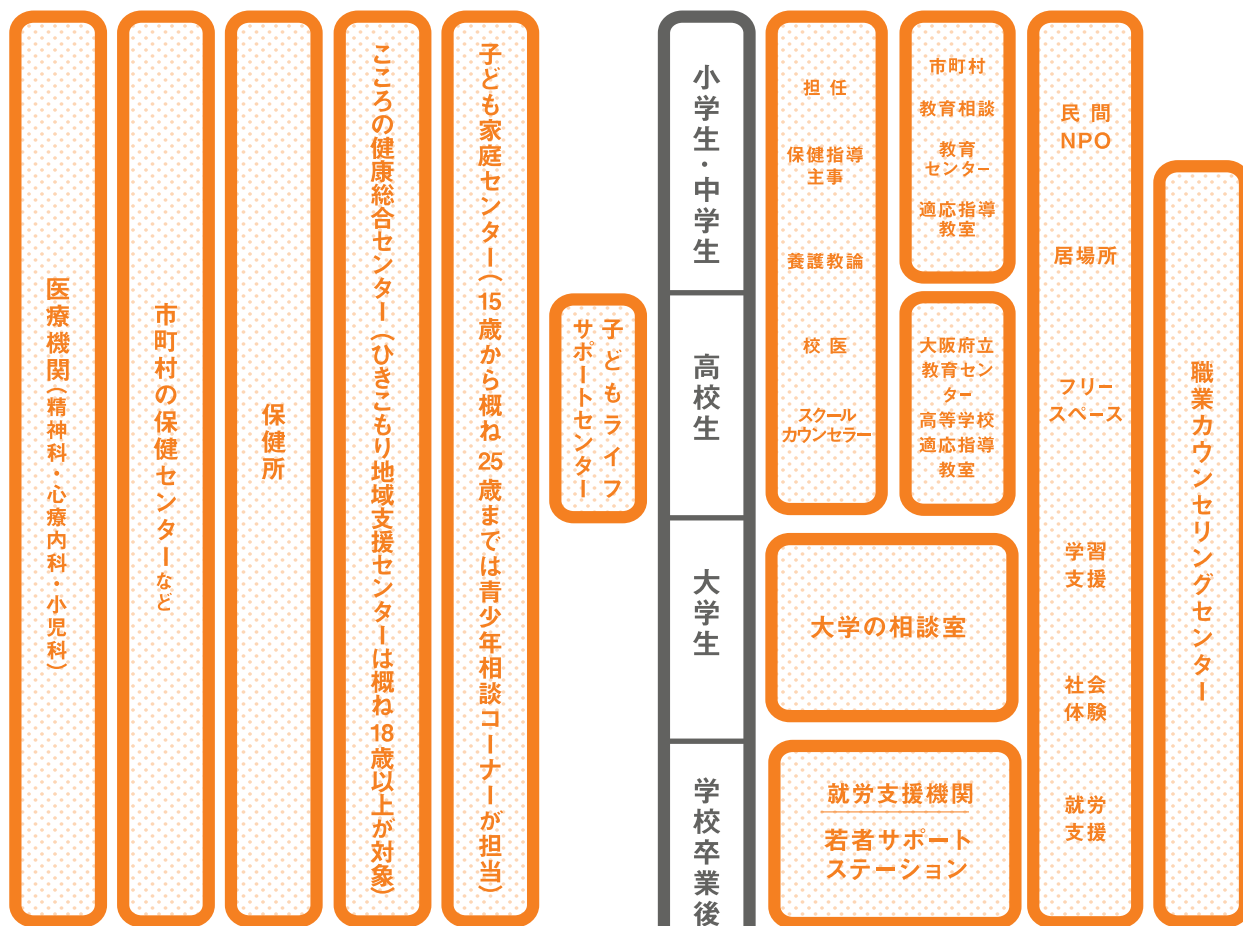 医療機関（精神科・心療内科・小児科）
市町村の保健センターなど
保健所
こころの健康総合センター（ひきこもり地域支援センターは概ね18歳以上が対象）
子ども家庭センター（15歳から概ね25歳までは青少年相談コーナーが担当）
子どもライフ
サポートセンター
小学生・中学生
高校生
大学生
学校卒業後
担任
保健指導
主事
養護教論
校医
スクール
カウンセラー
市町村
教育相談
教育
センター
適応指導
教室
大阪府立
教育セン
ター
高等学校
適応指導
教室
大学の相談室
就労支援機関
若者サポート
ステーション
民間
NPO
居場所
フリー
スペース
学習
支援
社会
体験
就労
支援
職業カウンセリングセンター